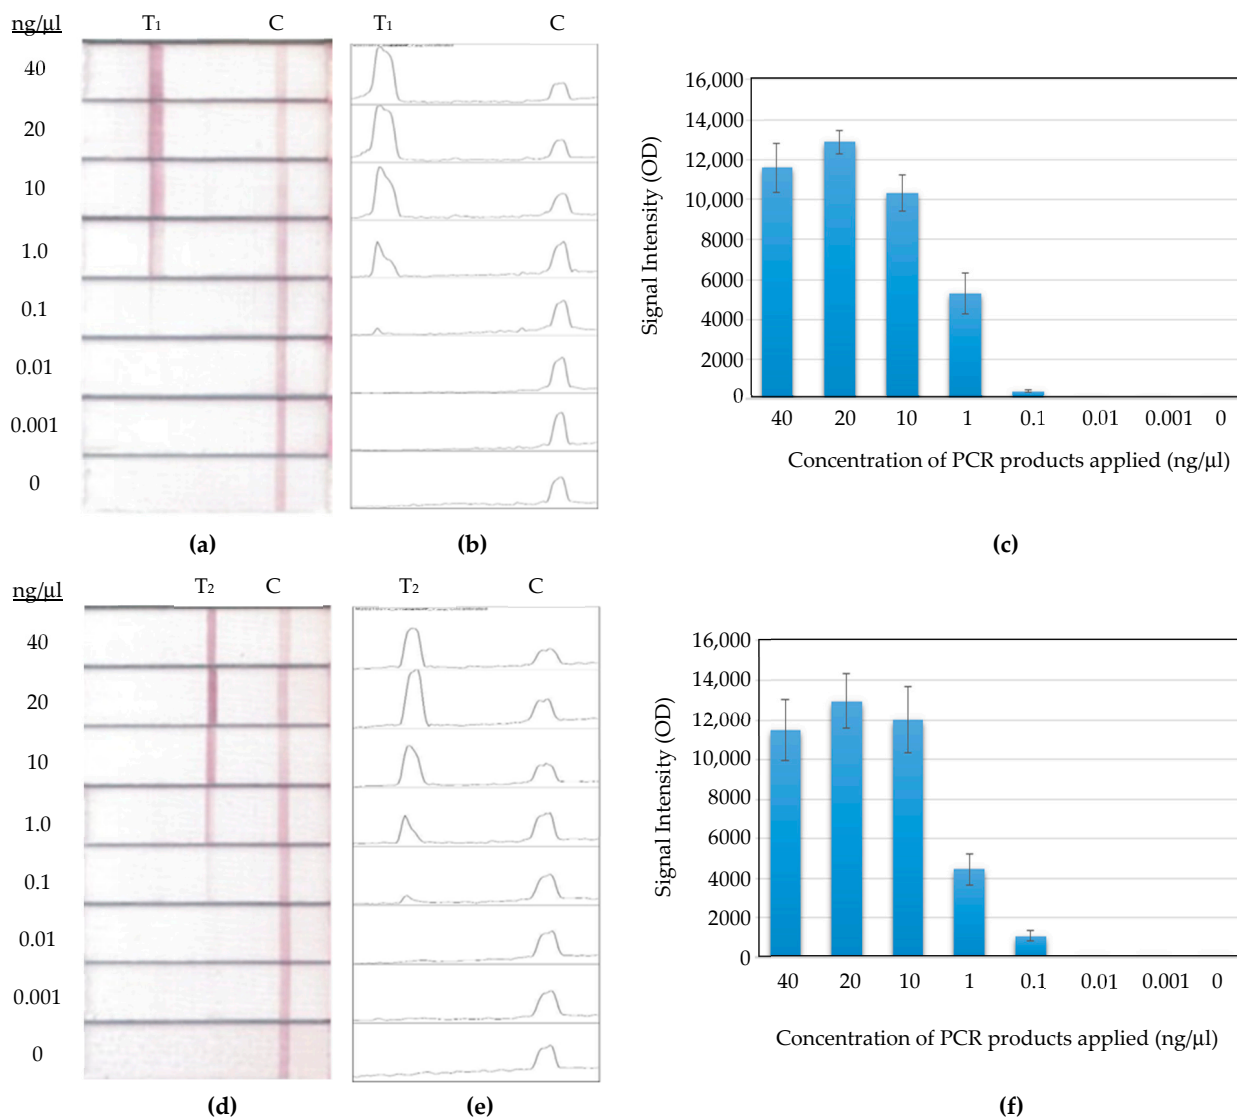 ng/µl T1 C T1 C
40
20
10
1.0
0.1
0.01
0.001
0
(a) (b)
16,000
14,000
12,000
10,000
8000
6000
4000
2000
0
Signal Intensity (OD)
40 20 10 1 0.1 0.01 0.001 0
Concentration of PCR products applied (ng/µl)
(c)
ng/µl T2 C T2 C
40
20
10
1.0
0.1
0.01
0.001
0
(d) (e)
16,000
14,000
12,000
10,000
8000
6000
4000
2000
0
Signal Intensity (OD)
40 20 10 1 0.1 0.01 0.001 0
Concentration of PCR products applied (ng/µl)
(f)